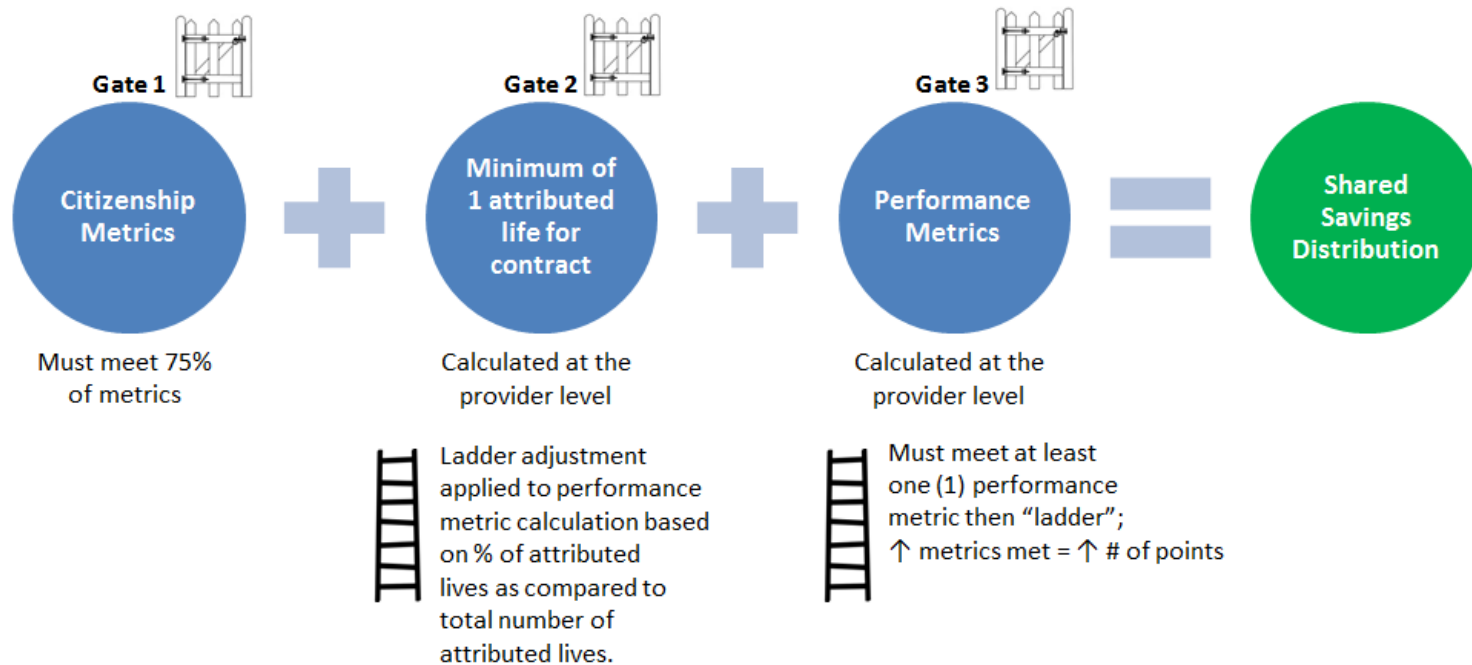 Gate 1
Gate 2
Gate 3
Citizenship
Metrics
Minimum of
1 attributed
life for
contract
Performance
Metrics
Shared
Savings
Distribution
Must meet 75%
of metrics
Calculated at the
provider level
Calculated at the
provider level
Ladder adjustment
applied to performance
metric calculation based
on % of attributed
lives as compared to
total number of
attributed lives.
Must meet at least
one (1) performance
metric then “ladder”;
↑ metrics met = ↑ # of points